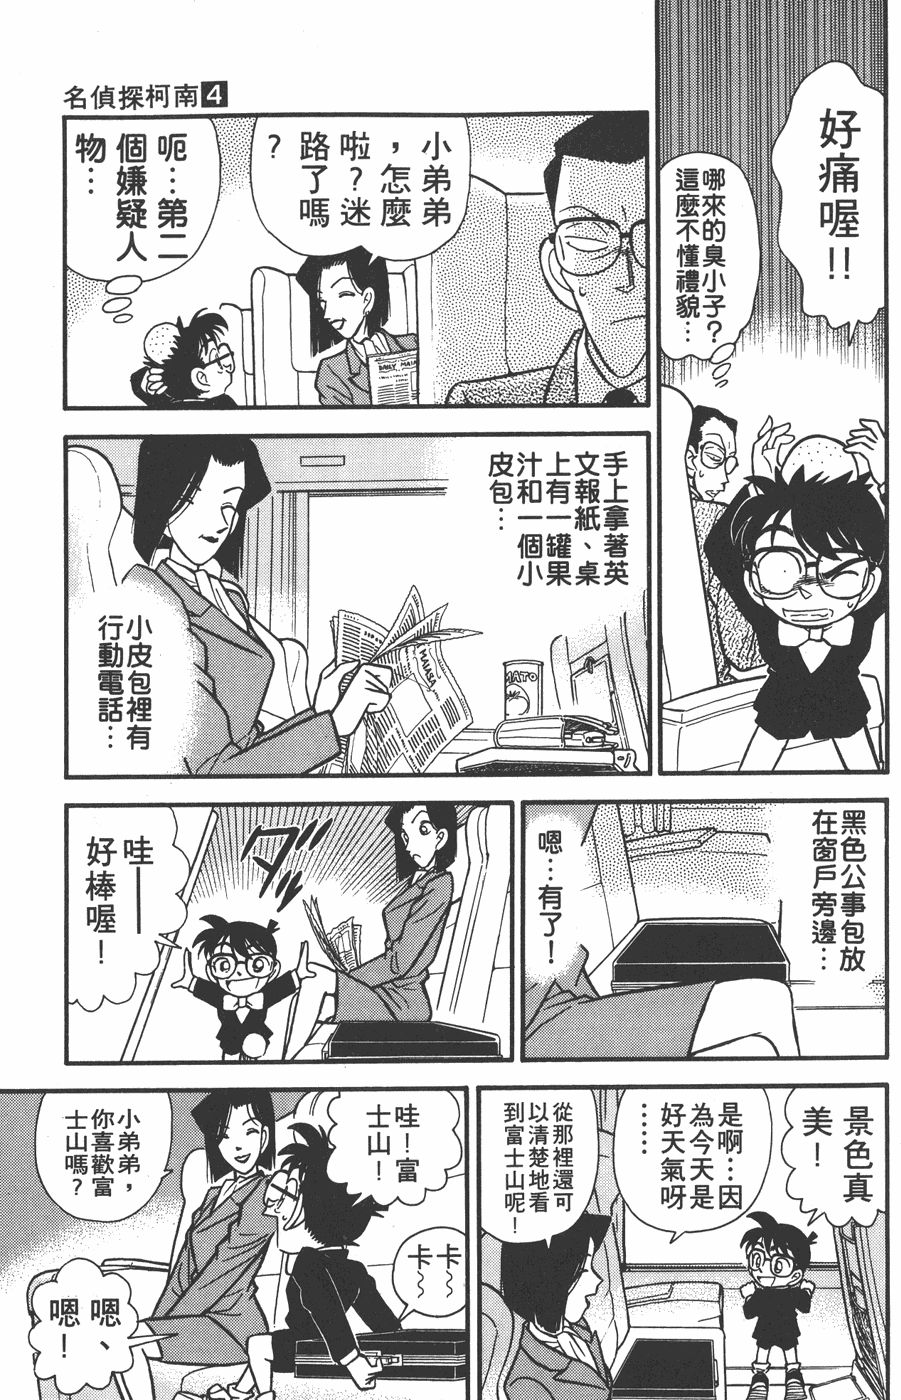 名偵探柯南4
好痛喔!!
哪來的臭小子?
這麼不懂禮貌…
小弟弟
，怎麼
啦?迷
路了嗎
?
呃…第二
個嫌疑人
物…
DAILY MAINI
手上拿著英
文報紙、桌
上有一罐果
汁和一個小
皮包…
小皮包裡有
行動電話…
MAIASA
MATO
黑色公事包放
在窗戶旁邊…
嗯…有了!
ダダッ
哇──
好棒喔!
景色真
美!
是啊…因
為今天是
好天氣呀
……
從那裡還可
以清楚地看
到富士山呢!
哇!富
士山!
小弟弟，
你喜歡富
士山嗎?
卡~
卡~
嗯、
嗯!